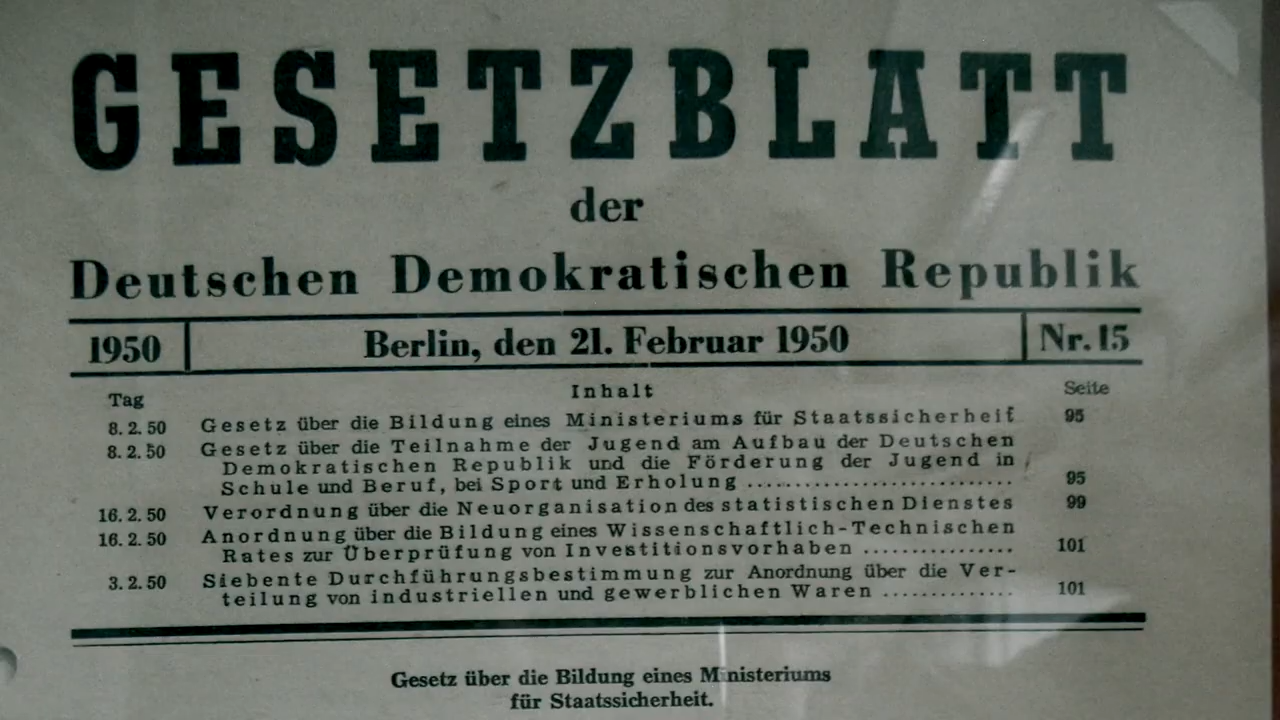 GESETZBLATT
der
Deutschen Demokratischen Republik
1950 Berlin, den 21. Februar 1950 Nr. 15
Tag Inhalt Seite
8. 2. 50 Gesetz über die Bildung eines Ministeriums für Staatssicherheit 95
8. 2. 50 Gesetz über die Teilnahme der Jugend am Aufbau der Deutschen
Demokratischen Republik und die Förderung der Jugend in
Schule und Beruf, bei Sport und Erholung .......................... 95
16. 2. 50 Verordnung über die Neuorganisation des statistischen Dienstes 99
16. 2. 50 Anordnung über die Bildung eines Wissenschaftlich-Technischen
Rates zur Überprüfung von Investitionsvorhaben ................ 101
3. 2. 50 Siebente Durchführungsbestimmung zur Anordnung über die Ver-
teilung von industriellen und gewerblichen Waren .............. 101
Gesetz über die Bildung eines Ministeriums
für Staatssicherheit.